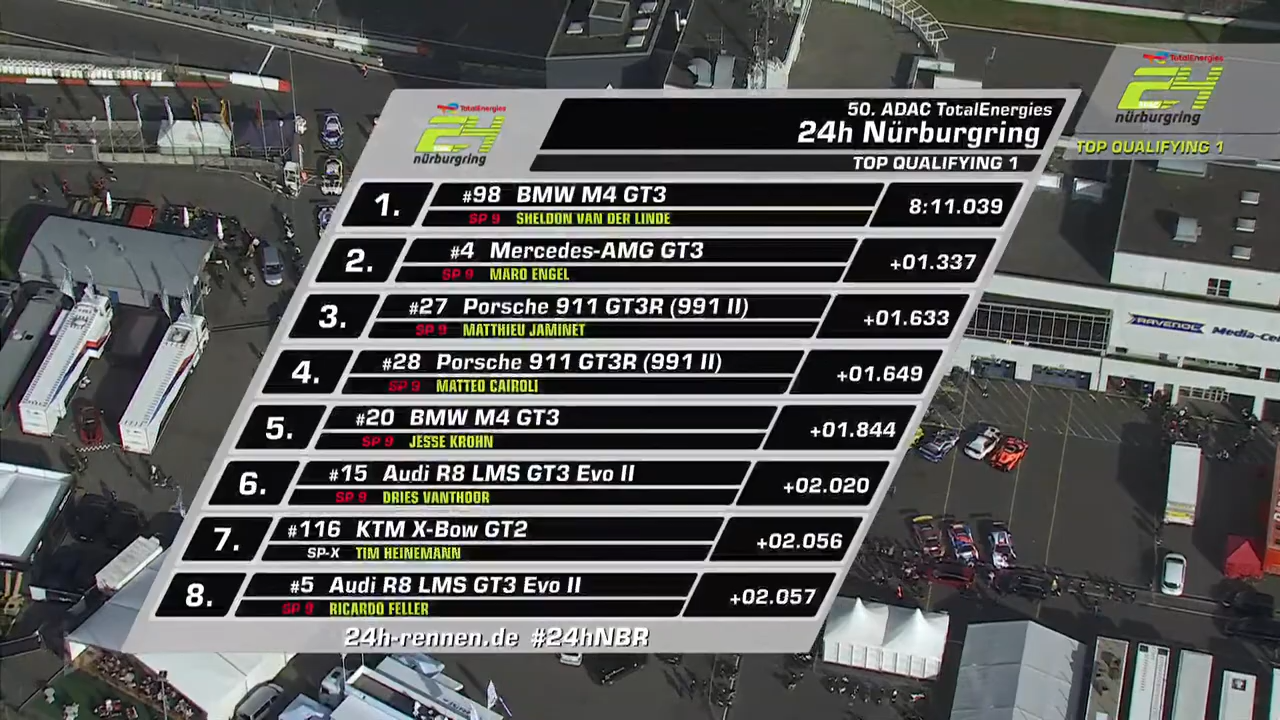 TotalEnergies
24
nürburgring
50. ADAC TotalEnergies
24h Nürburgring
TOP QUALIFYING 1
TotalEnergies
24
nürburgring
TOP QUALIFYING 1
1. #98 BMW M4 GT3 8:11.039
SP 9 SHELDON VAN DER LINDE
2. #4 Mercedes-AMG GT3 +01.337
SP 9 MARO ENGEL
3. #27 Porsche 911 GT3R (991 II) +01.633
SP 9 MATTHIEU JAMINET
4. #28 Porsche 911 GT3R (991 II) +01.649
SP 9 MATTEO CAIROLI
5. #20 BMW M4 GT3 +01.844
SP 9 JESSE KROHN
6. #15 Audi R8 LMS GT3 Evo II +02.020
SP 9 DRIES VANTHOOR
7. #116 KTM X-Bow GT2 +02.056
SP-X TIM HEINEMANN
8. #5 Audi R8 LMS GT3 Evo II +02.057
SP 9 RICARDO FELLER
24h-rennen.de #24hNBR
RAVENOL
Media-Ce